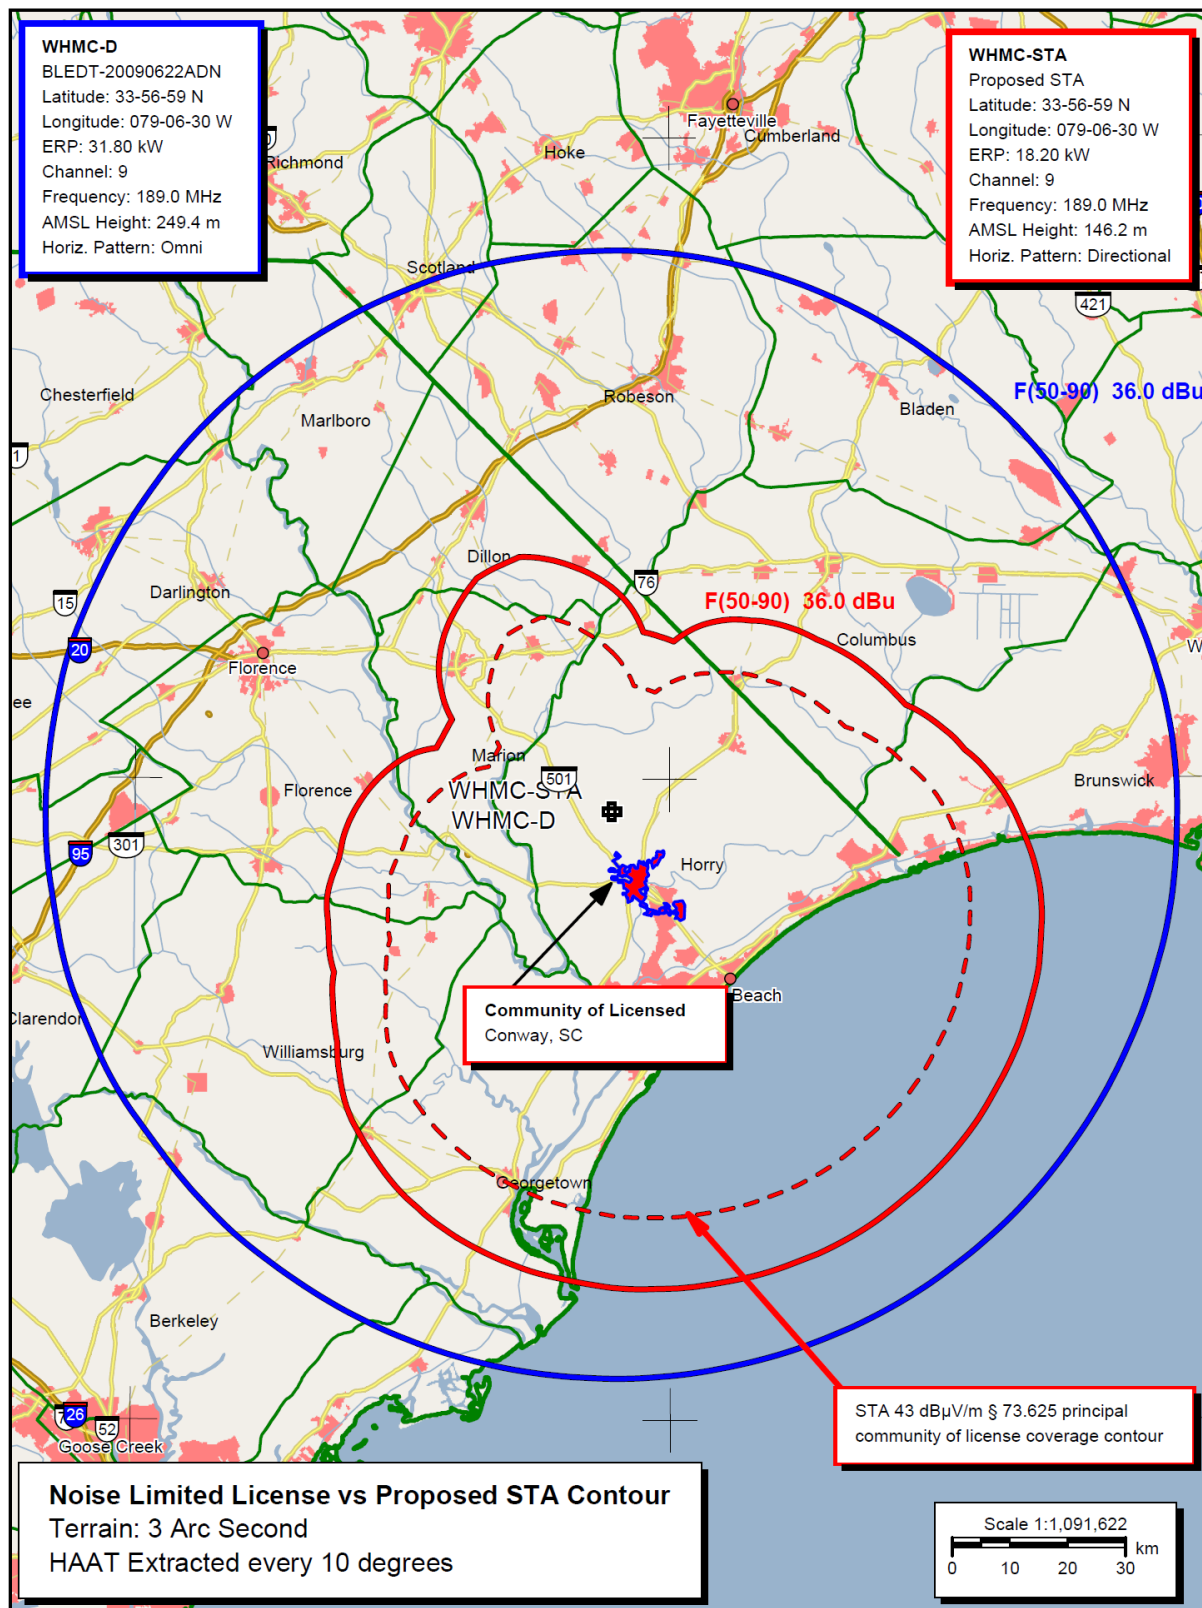 WHMC-D
BLEDT-20090622ADN
Latitude: 33-56-59 N
Longitude: 079-06-30 W
ERP: 31.80 kW
Channel: 9
Frequency: 189.0 MHz
AMSL Height: 249.4 m
Horiz. Pattern: Omni
WHMC-STA
Proposed STA
Latitude: 33-56-59 N
Longitude: 079-06-30 W
ERP: 18.20 kW
Channel: 9
Frequency: 189.0 MHz
AMSL Height: 146.2 m
Horiz. Pattern: Directional
Fayetteville
Cumberland
Hoke
Richmond
Scotland
421
Chesterfield
F(50-90) 36.0 dBu
Robeson
Bladen
Marlboro
1
Dillon
76
Darlington
15
F(50-90) 36.0 dBu
Columbus
20
Florence
W
ee
Marion
501
Brunswick
Florence
WHMC-STA
WHMC-D
301
95
Horry
Beach
Community of Licensed
Conway, SC
Clarendon
Williamsburg
Georgetown
Berkeley
STA 43 dBµV/m § 73.625 principal
community of license coverage contour
26
52
Goose Creek
Noise Limited License vs Proposed STA Contour
Terrain: 3 Arc Second
HAAT Extracted every 10 degrees
Scale 1:1,091,622
km
0 10 20 30